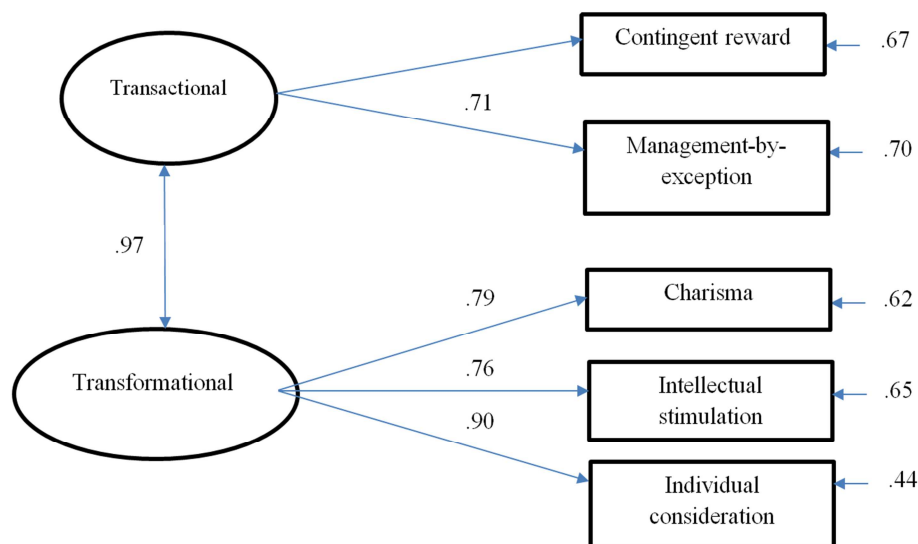 Contingent reward
.67
Transactional
.71
Management-by-
exception
.70
.97
.79
Charisma
.62
Transformational
.76
Intellectual
stimulation
.65
.90
Individual
consideration
.44